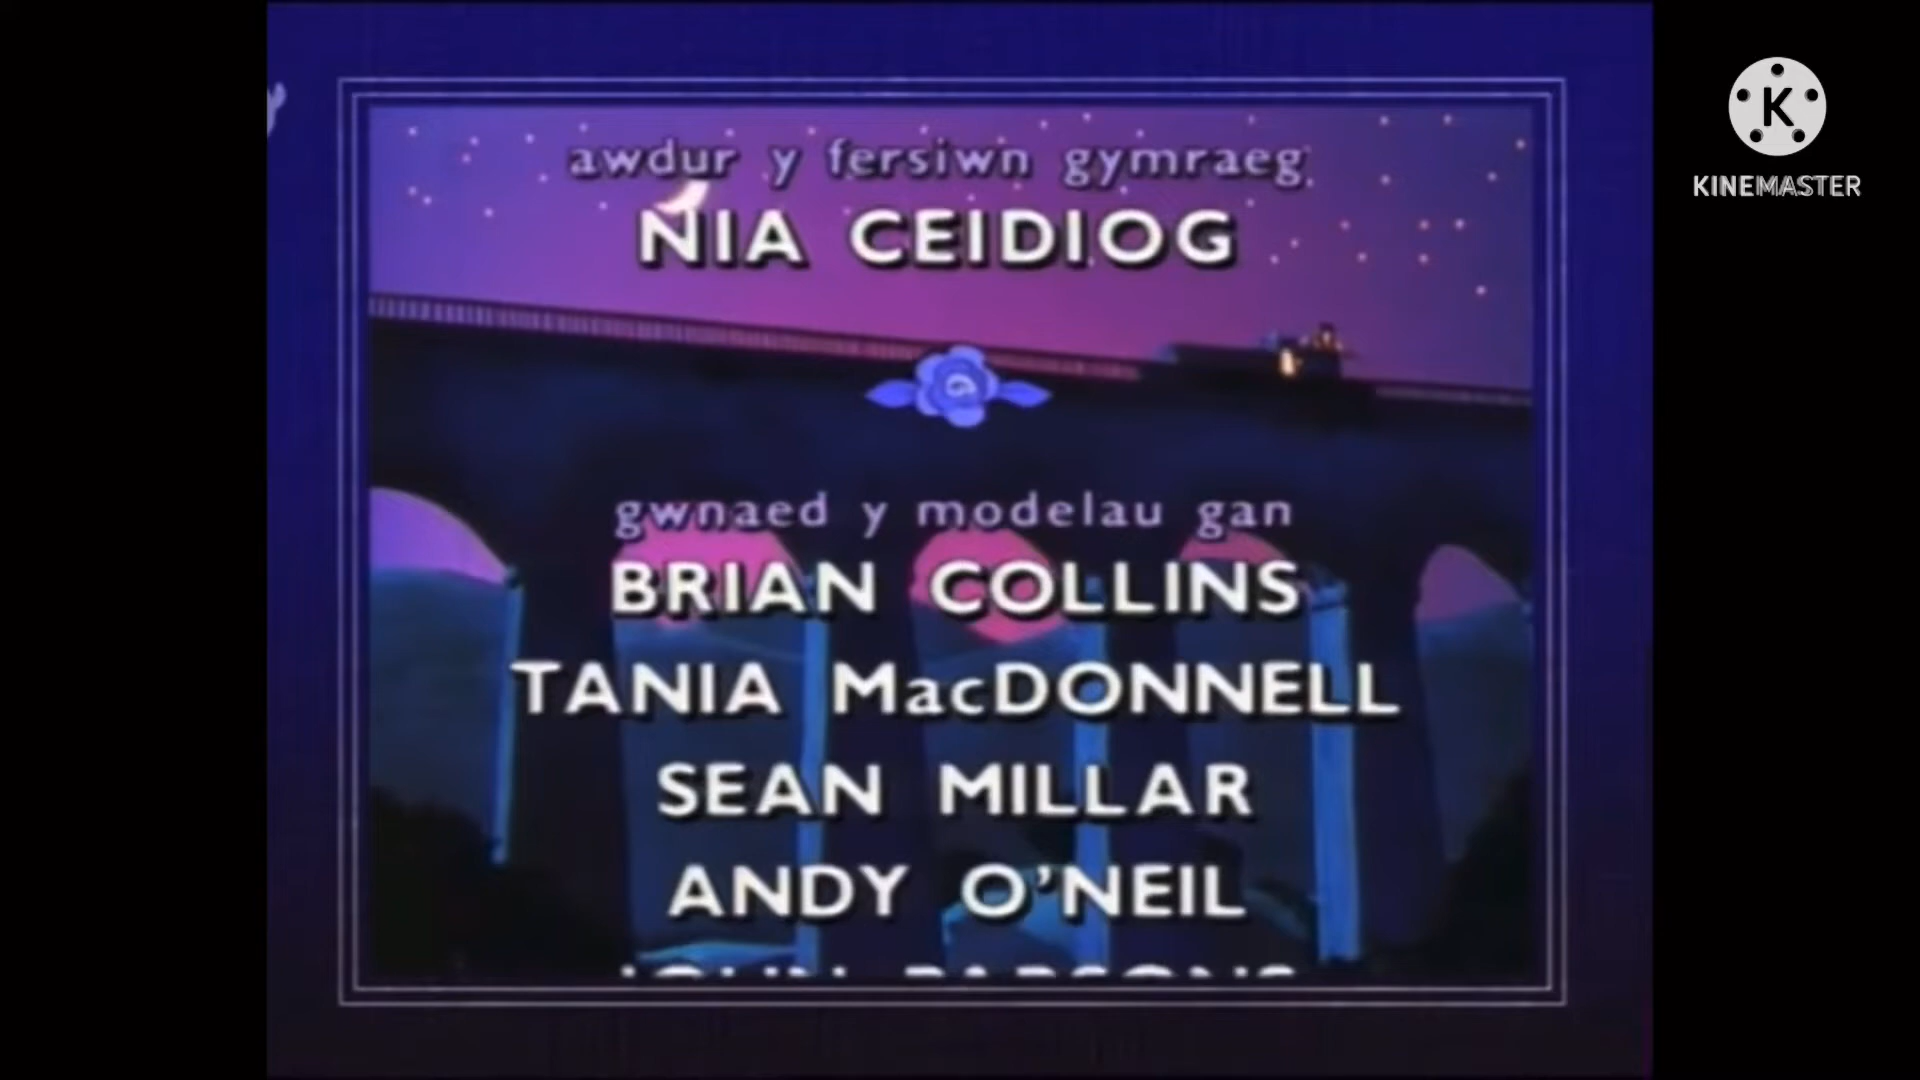 awdur y fersiwn gymraeg
NIA CEIDIOG
gwnaed y modelau gan
BRIAN COLLINS
TANIA MacDONNELL
SEAN MILLAR
ANDY O'NEIL
K
KINEMASTER